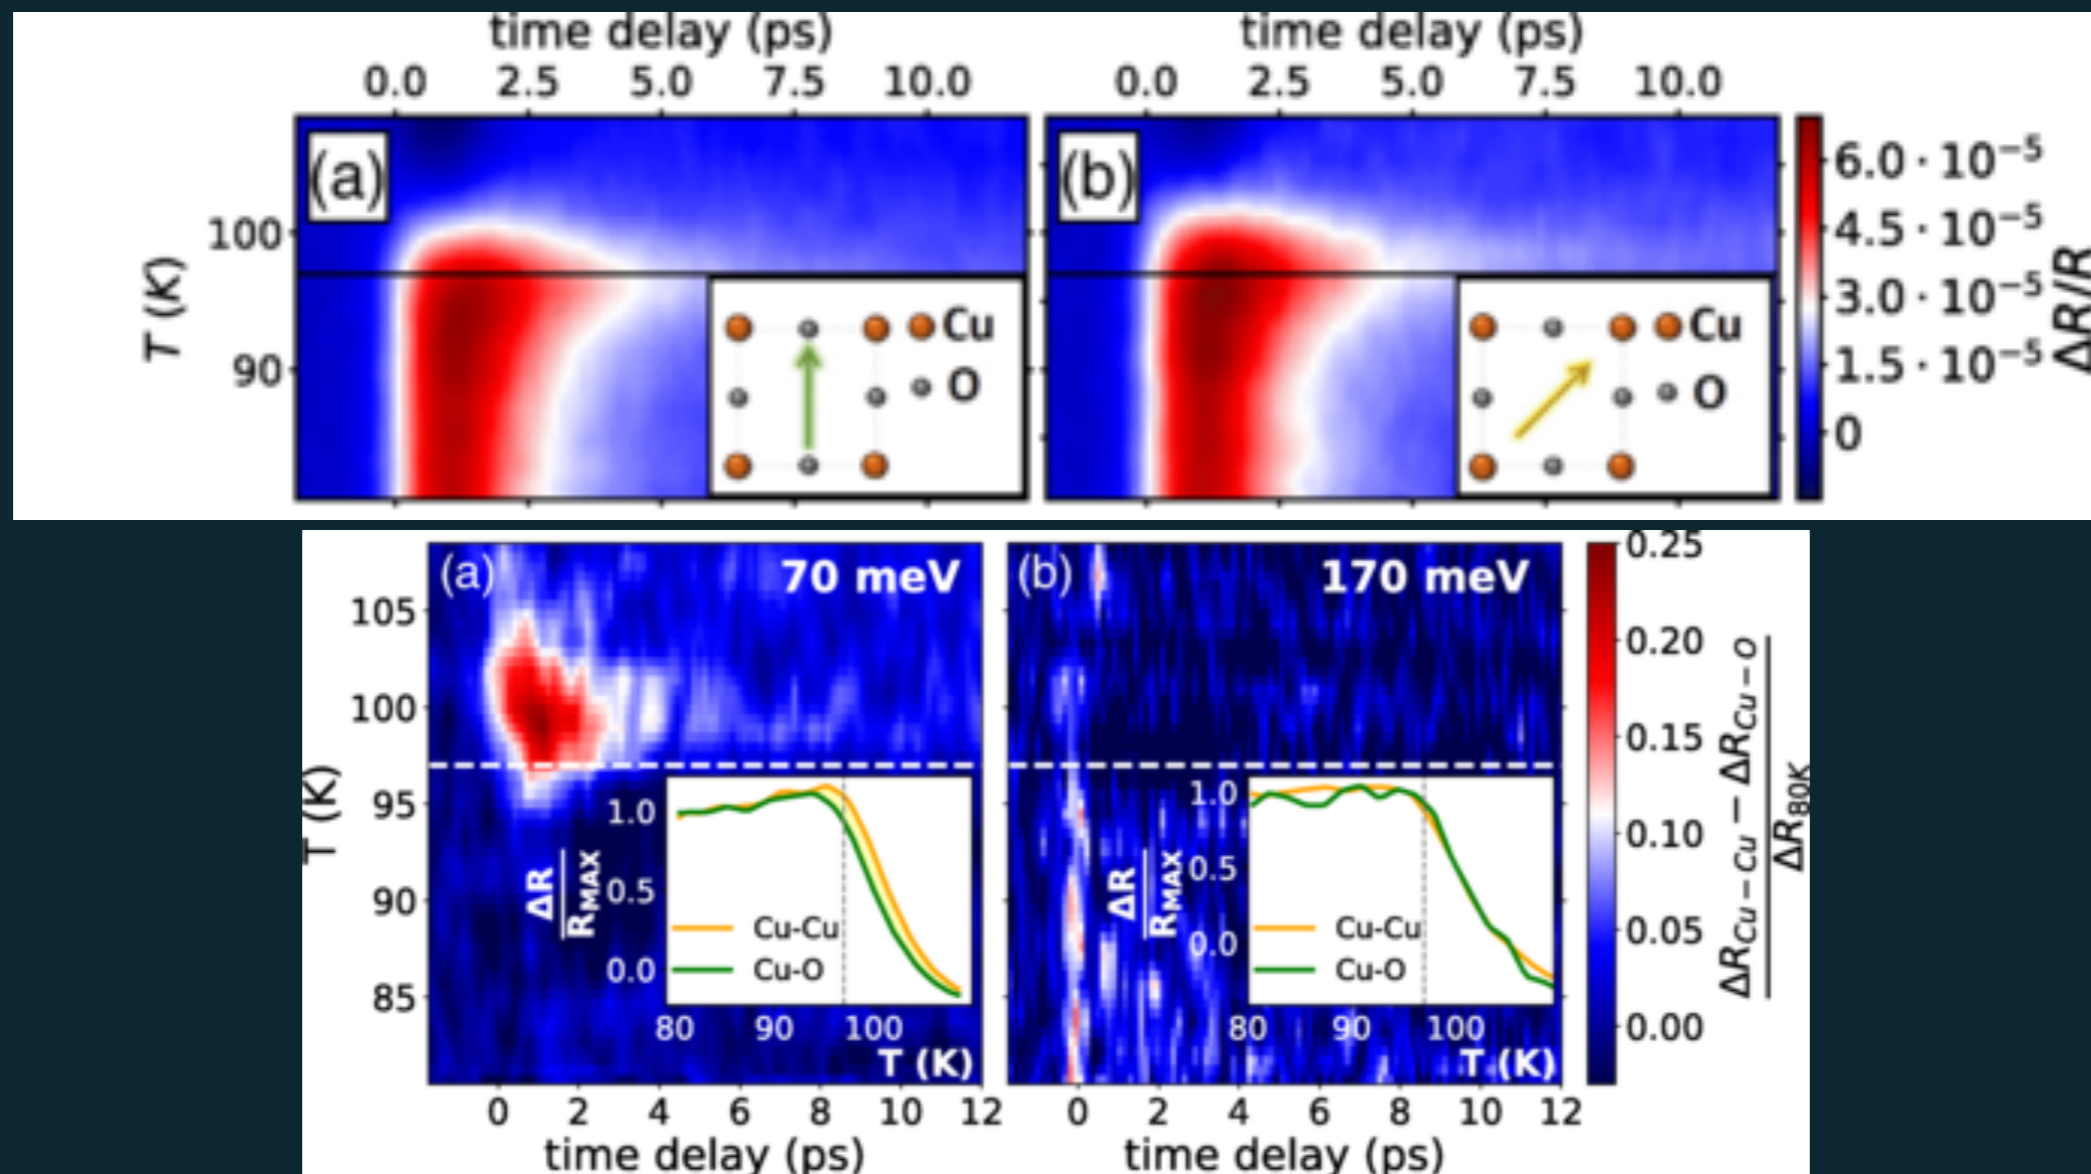 time delay (ps) time delay (ps)
0.0 2.5 5.0 7.5 10.0 0.0 2.5 5.0 7.5 10.0
(a) (b)
100
90
T (K)
Cu
O
Cu
O
6.0 · 10⁻⁵
4.5 · 10⁻⁵
3.0 · 10⁻⁵
1.5 · 10⁻⁵
0
ΔR/R
(a) 70 meV (b) 170 meV
105
100
95
90
85
T (K)
1.0
0.5
0.0
ΔR
R_MAX
Cu-Cu
Cu-O
80 90 100
T (K)
1.0
0.5
0.0
ΔR
R_MAX
Cu-Cu
Cu-O
80 90 100
T (K)
0 2 4 6 8 10 12 0 2 4 6 8 10 12
time delay (ps) time delay (ps)
0.25
0.20
0.15
0.10
0.05
0.00
ΔR_Cu−Cu − ΔR_Cu−O
ΔR_80K